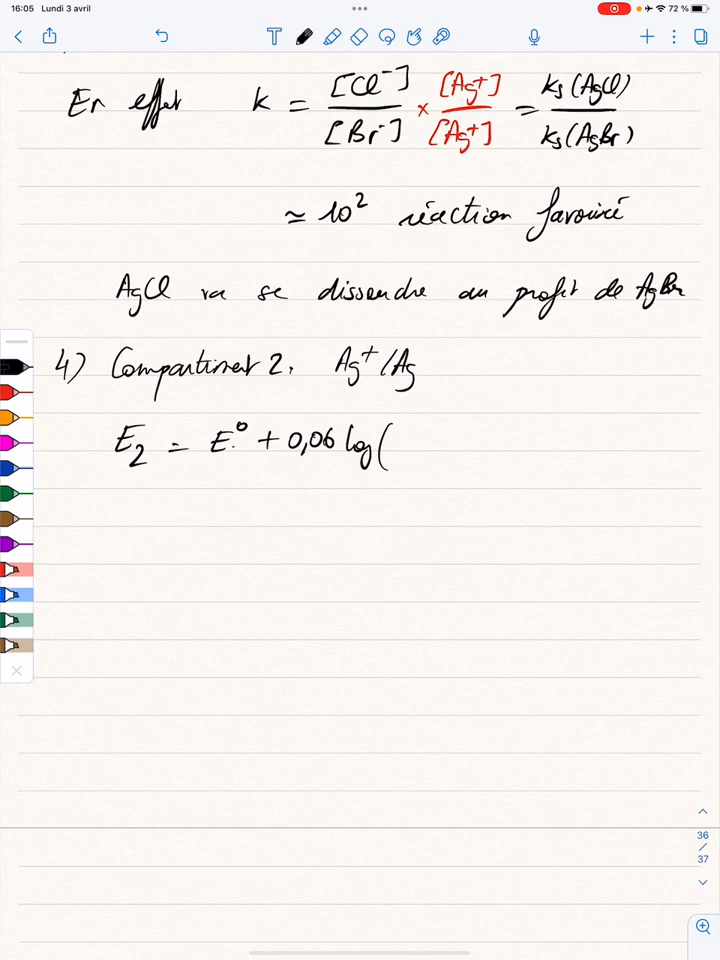 16:05 Lundi 3 avril
72 %
En effet k = [Cl⁻] / [Br⁻] × [Ag+] / [Ag+] = ks (AgCl) / ks (AgBr)
≃ 10² réaction favorisé
AgCl va se dissoudre au profit de AgBr
4) Compartiment 2. Ag⁺/Ag
E₂ = E.° + 0,06 log(
36
/
37